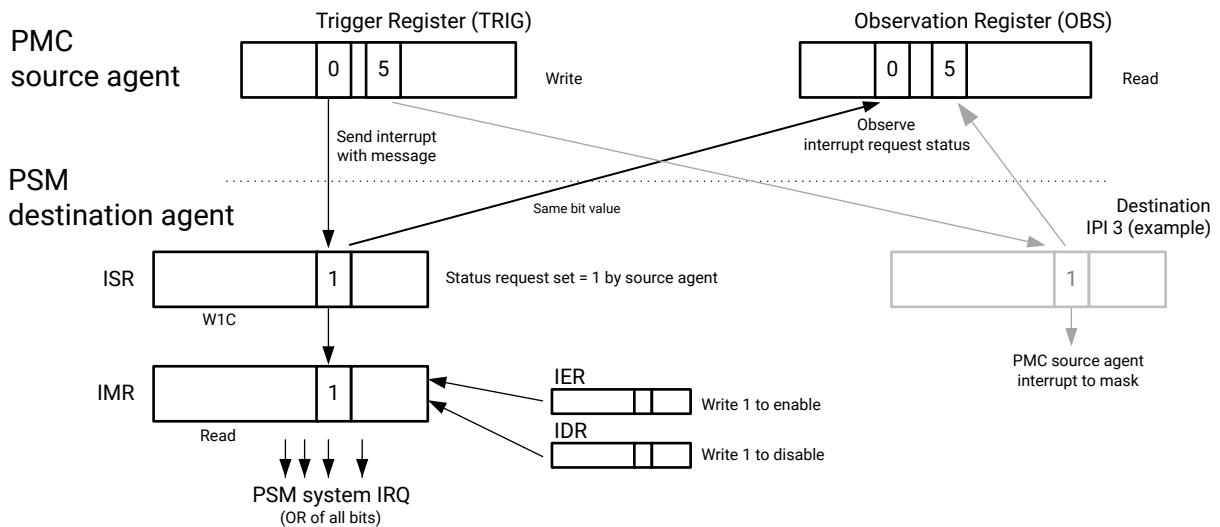 Trigger Register (TRIG)
Observation Register (OBS)
PMC
source agent
0 5
Write
0 5
Read
Send interrupt
with message
Observe
interrupt request status
PSM
destination agent
Same bit value
Destination
IPI 3 (example)
ISR
1
Status request set = 1 by source agent
1
W1C
PMC source agent
interrupt to mask
IMR
1
IER
Write 1 to enable
Read
IDR
Write 1 to disable
PSM system IRQ
(OR of all bits)